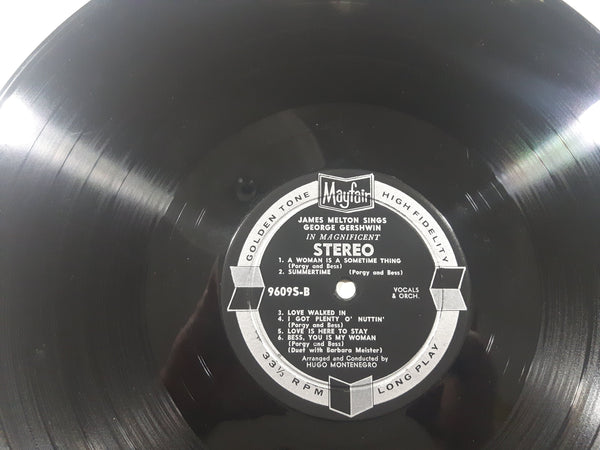 Mayfair
GOLDEN TONE
HIGH FIDELITY
JAMES MELTON SINGS
GEORGE GERSHWIN
IN MAGNIFICENT
STEREO
1. A WOMAN IS A SOMETIME THING
(Porgy and Bess)
2. SUMMERTIME (Porgy and Bess)
9609S-B
VOCALS
& ORCH.
3. LOVE WALKED IN
4. I GOT PLENTY O' NUTTIN'
(Porgy and Bess)
5. LOVE IS HERE TO STAY
6. BESS, YOU IS MY WOMAN
(Porgy and Bess)
(Duet with Barbara Meister)
Arranged and Conducted by
HUGO MONTENEGRO
33⅓ RPM
LONG PLAY